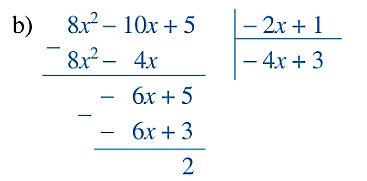 b) 8x² – 10x + 5 | – 2x + 1
– 8x² – 4x | – 4x + 3
– 6x + 5
– – 6x + 3
2